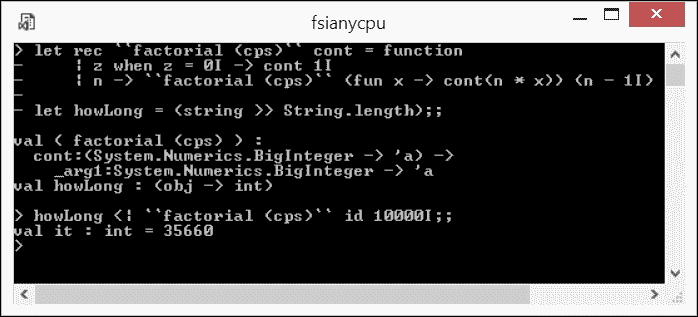 fsianycpu
> let rec ``factorial (cps)`` cont = function
-     | z when z = 0I -> cont 1I
-     | n -> ``factorial (cps)`` (fun x -> cont(n * x)) (n - 1I)
-
- let howLong = (string >> String.length);;
val ( factorial (cps) ) :
  cont:(System.Numerics.BigInteger -> 'a) ->
    _arg1:System.Numerics.BigInteger -> 'a
val howLong : (obj -> int)
> howLong <| ``factorial (cps)`` id 10000I;;
val it : int = 35660
>